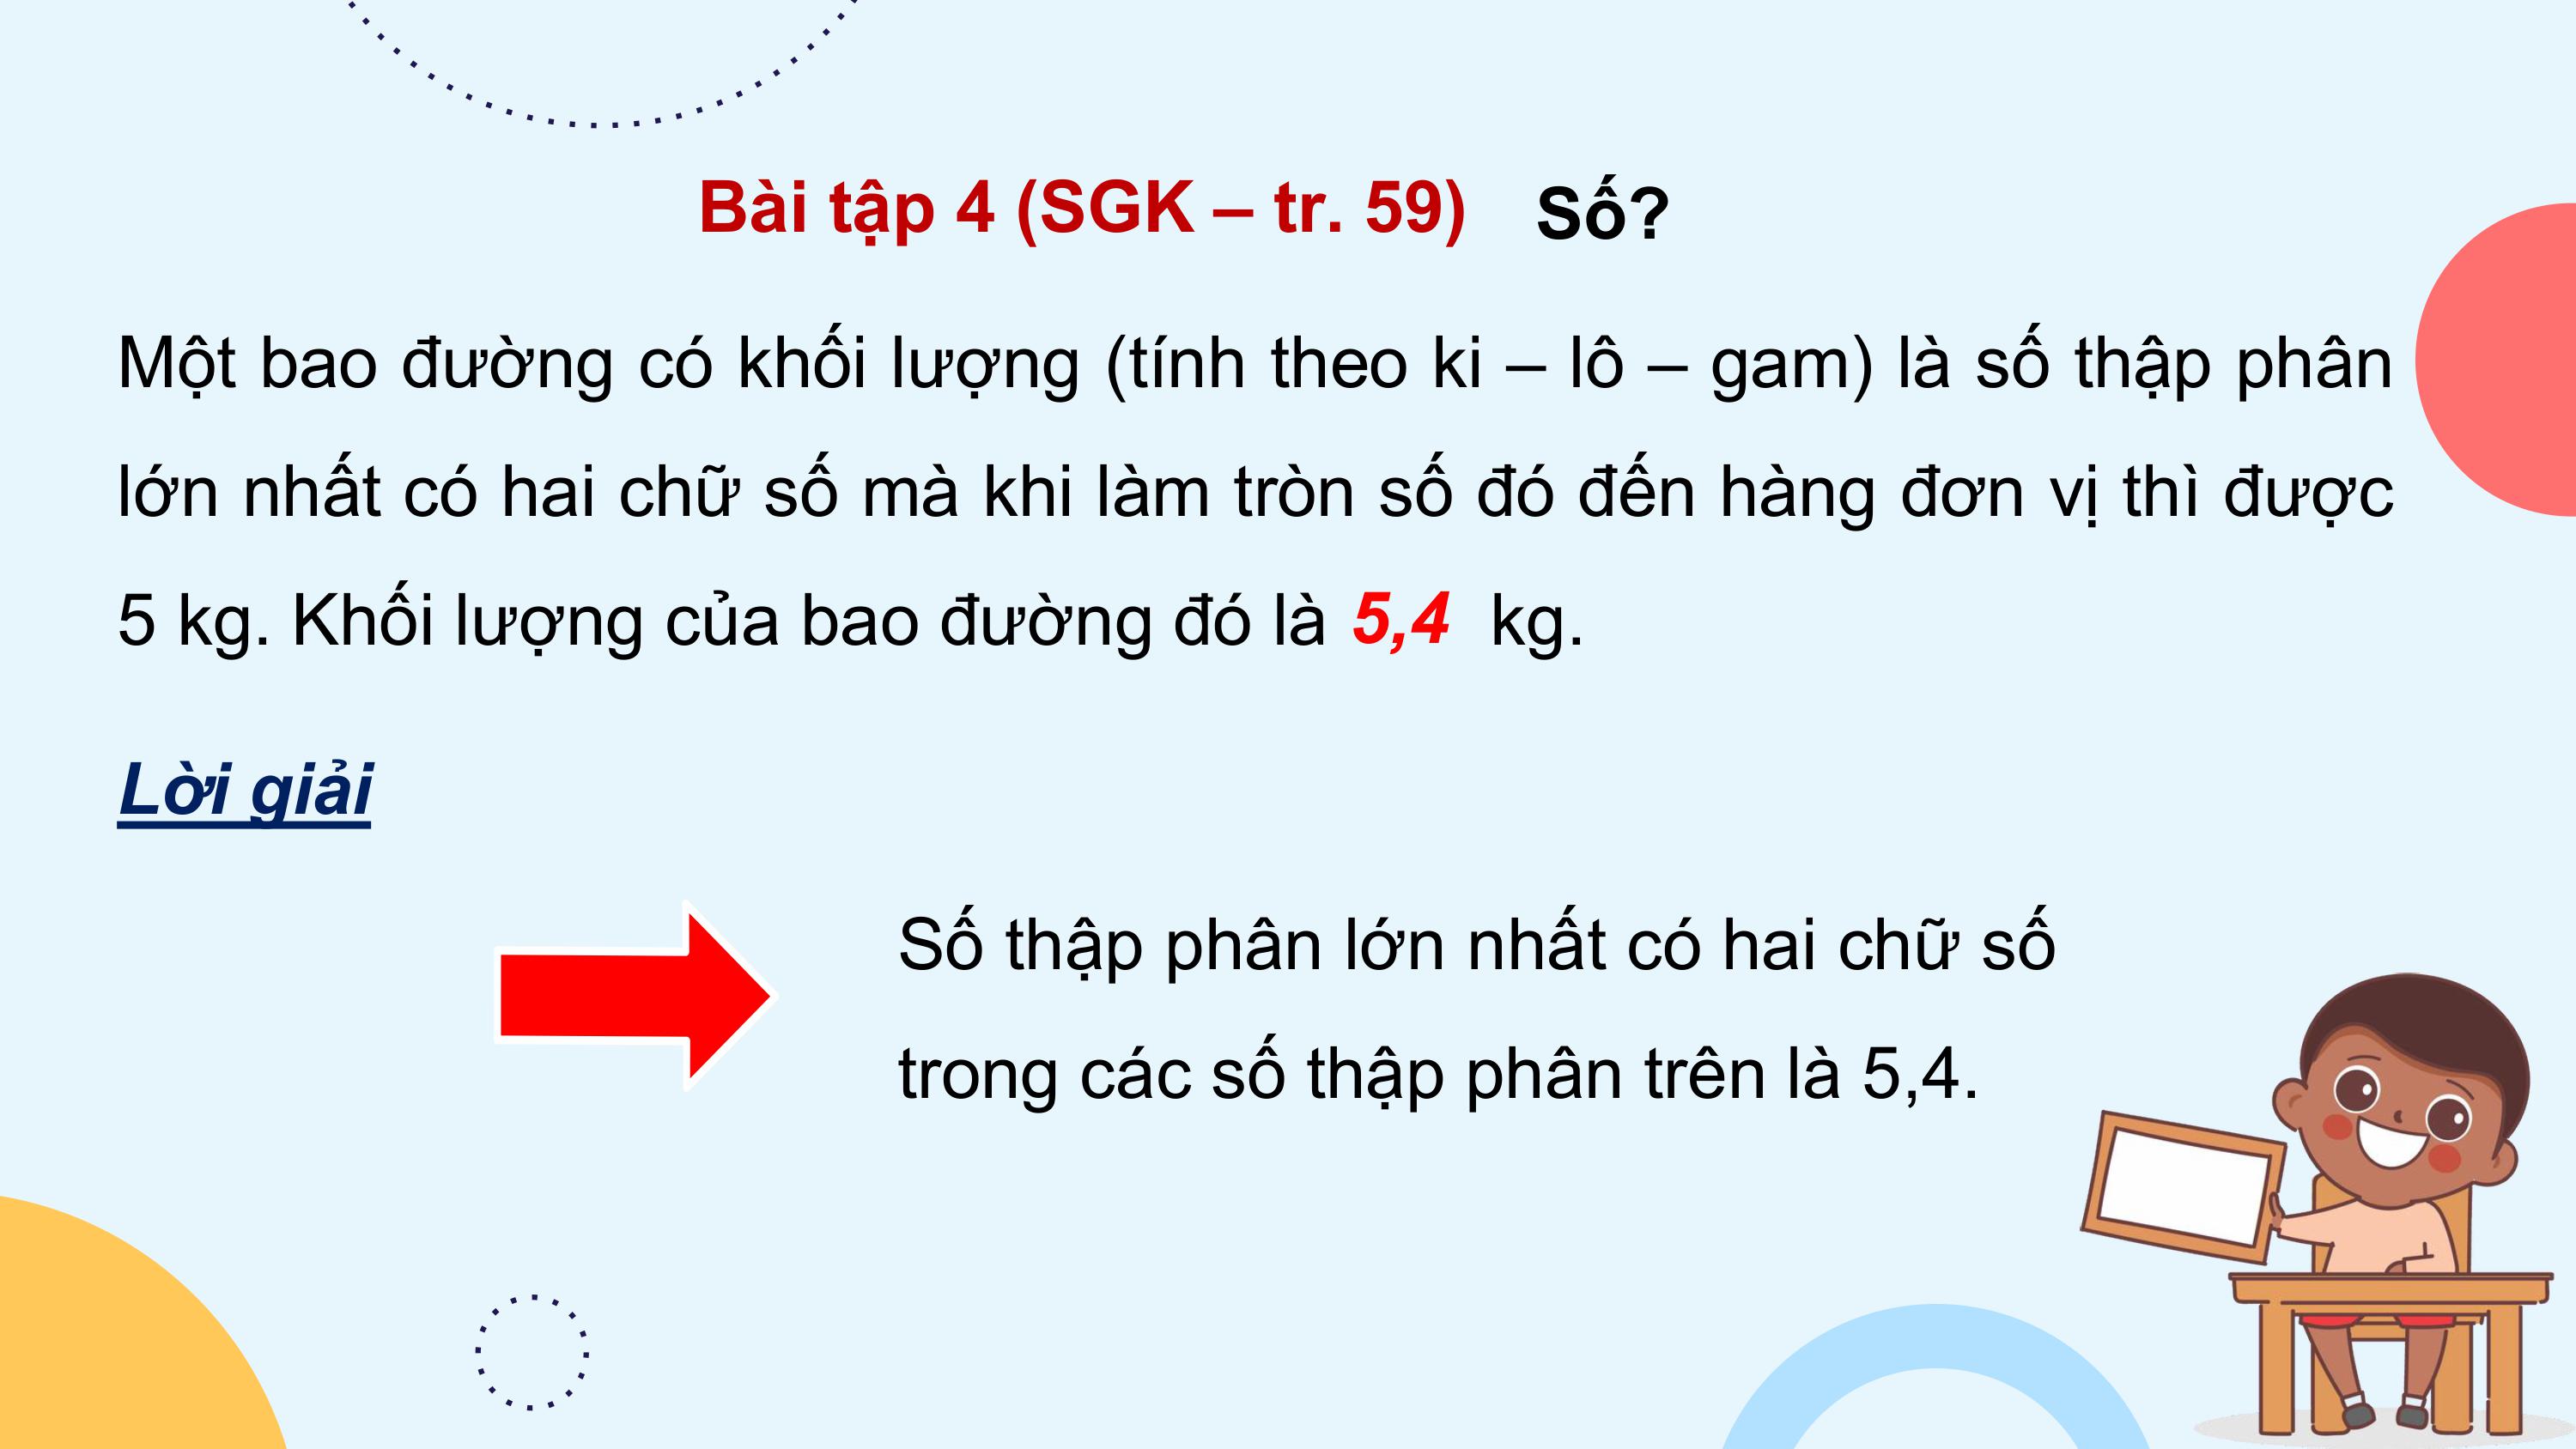 Bài tập 4 (SGK – tr. 59) Số?
Một bao đường có khối lượng (tính theo ki – lô – gam) là số thập phân
lớn nhất có hai chữ số mà khi làm tròn số đó đến hàng đơn vị thì được
5 kg. Khối lượng của bao đường đó là 5,4 kg.
Lời giải
Số thập phân lớn nhất có hai chữ số
trong các số thập phân trên là 5,4.